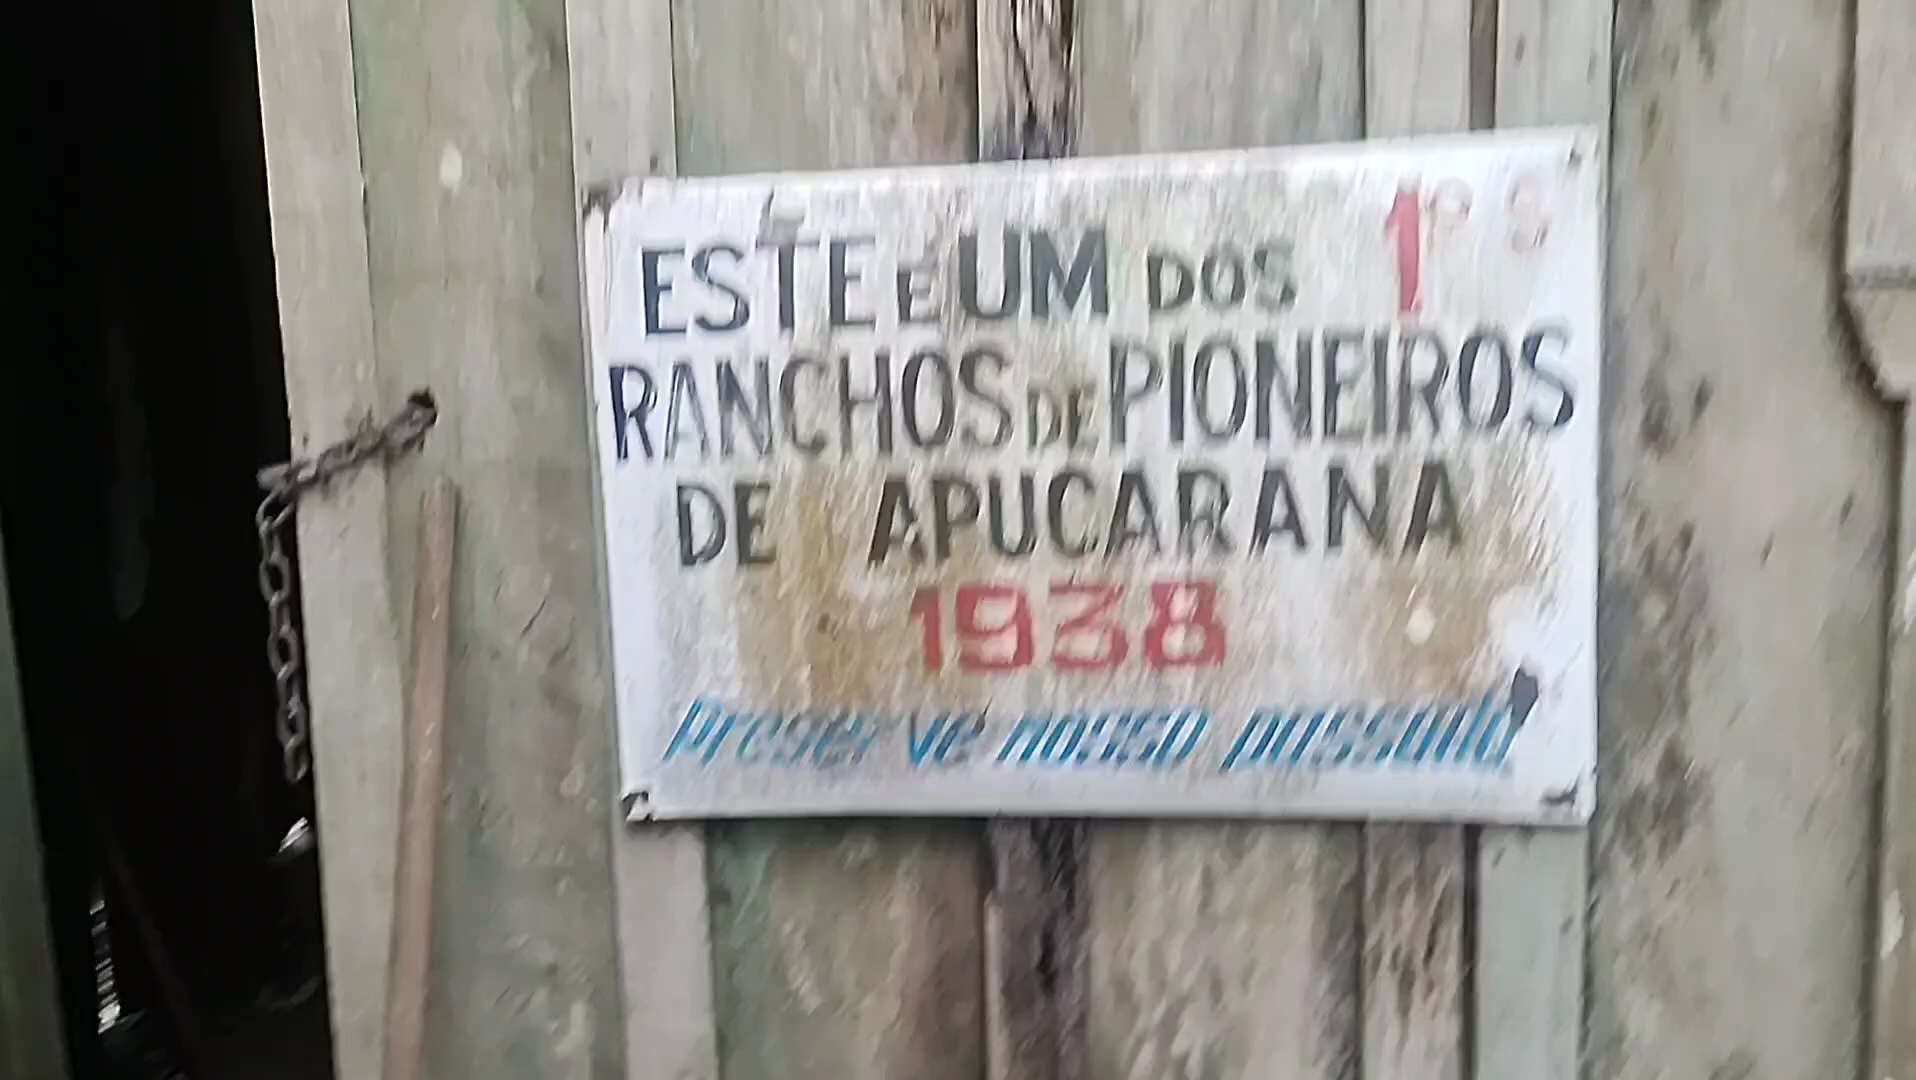 ESTE É UM DOS 1ºS
RANCHOS DE PIONEIROS
DE APUCARANA
1938
Preserve nosso passado